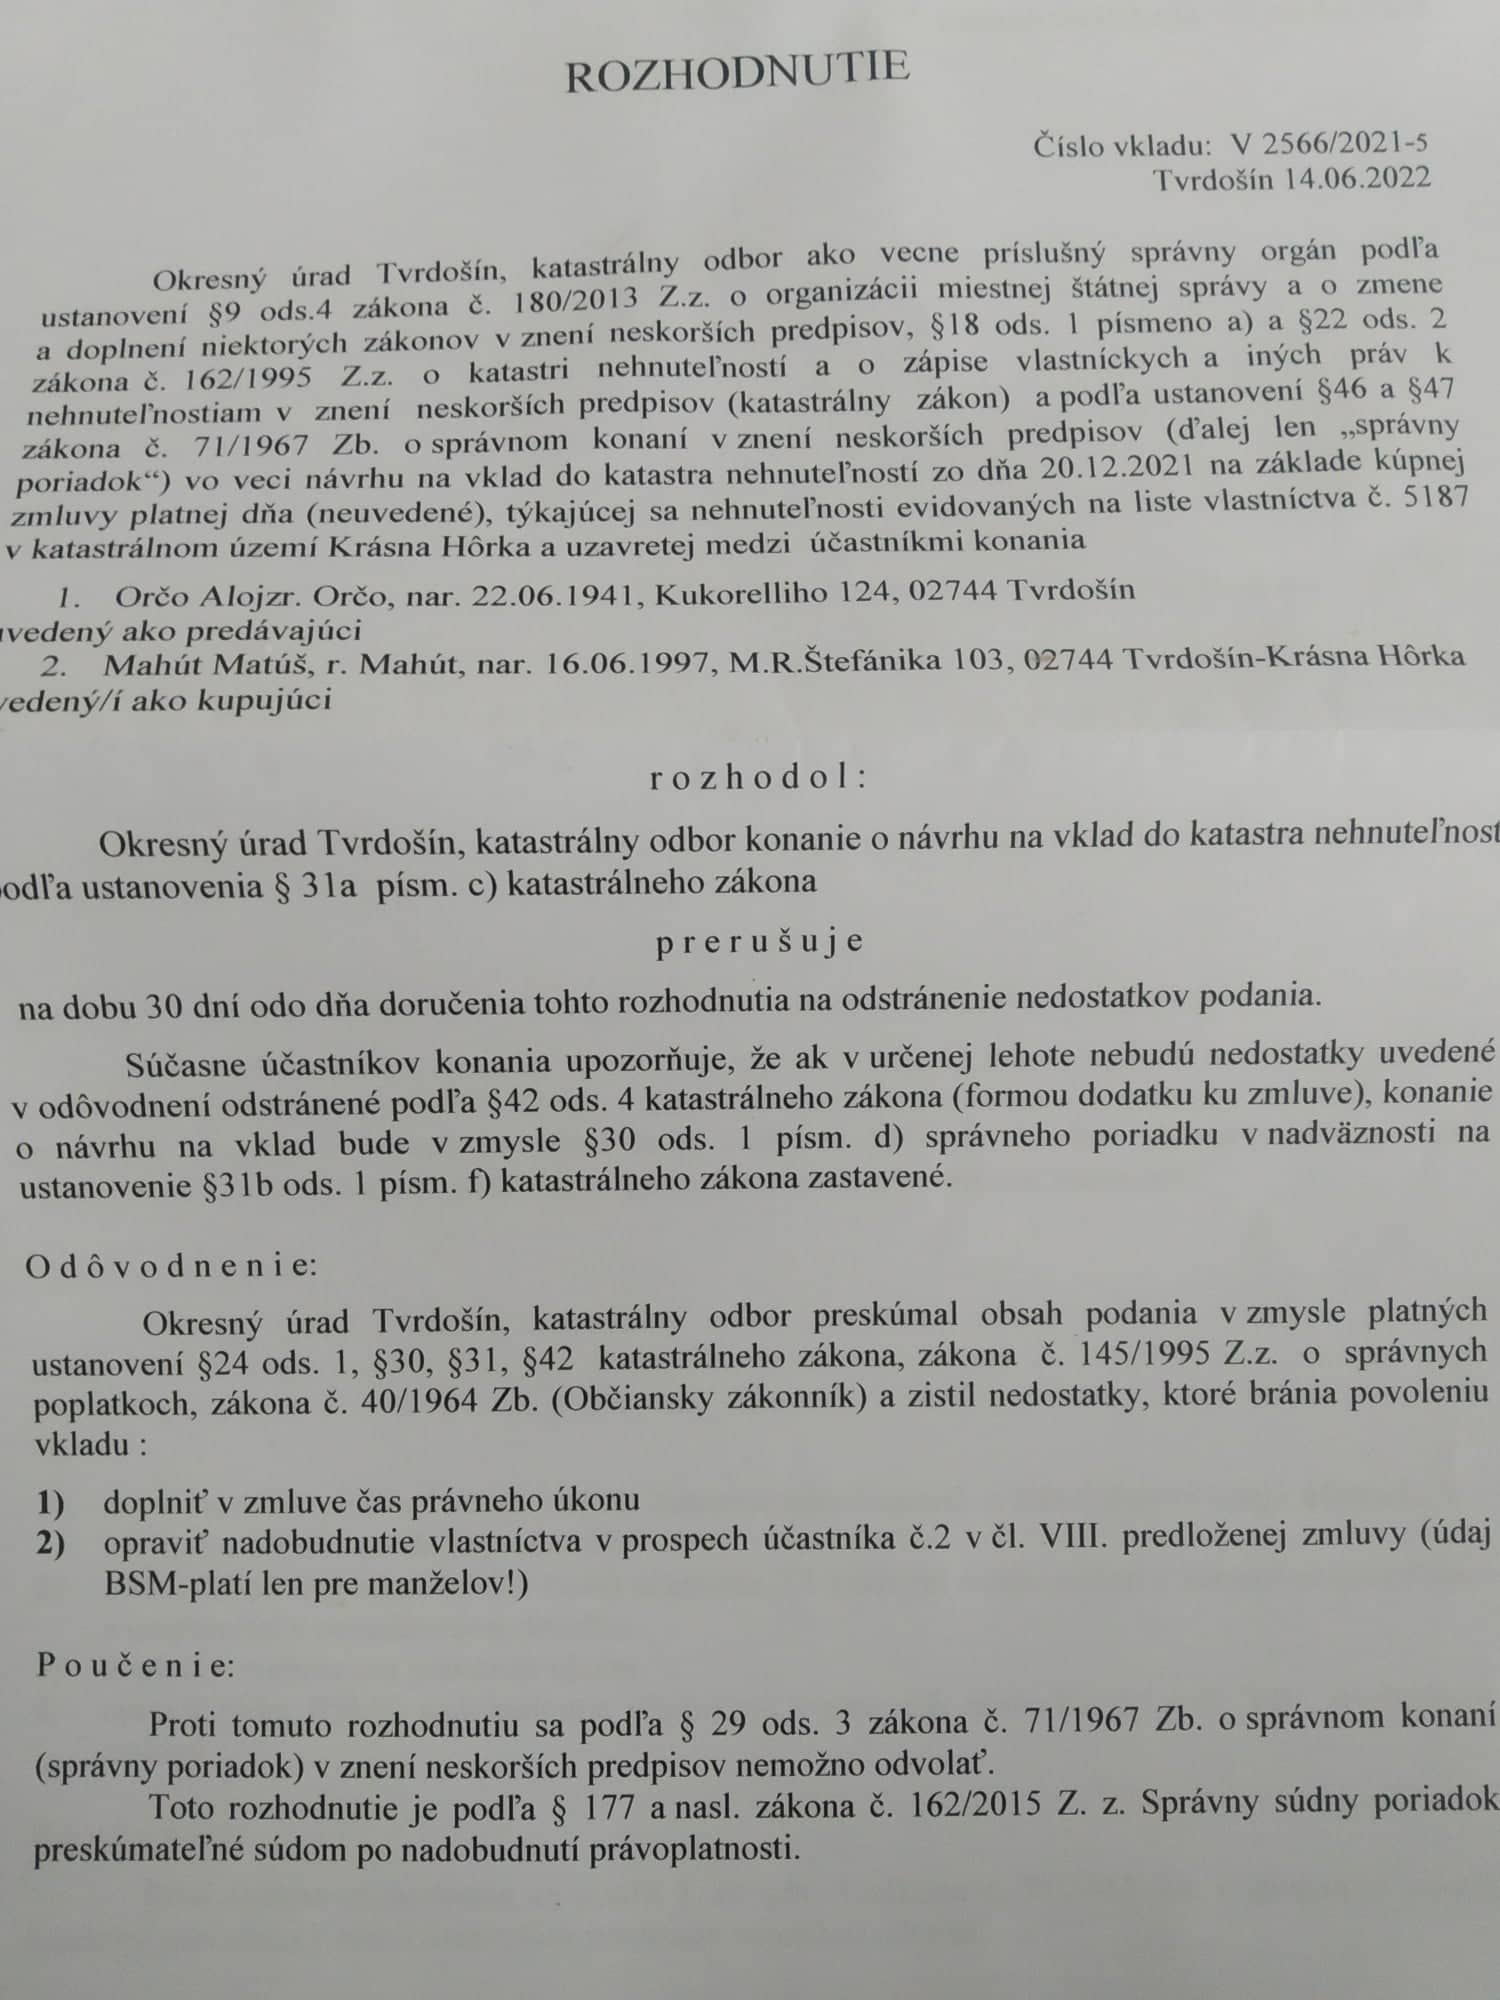 ROZHODNUTIE
Číslo vkladu: V 2566/2021-5
Tvrdošín 14.06.2022
Okresný úrad Tvrdošín, katastrálny odbor ako vecne príslušný správny orgán podľa
ustanovení §9 ods.4 zákona č. 180/2013 Z.z. o organizácii miestnej štátnej správy a o zmene
a doplnení niektorých zákonov v znení neskorších predpisov, §18 ods. 1 písmeno a) a §22 ods. 2
zákona č. 162/1995 Z.z. o katastri nehnuteľností a o zápise vlastníckych a iných práv k
nehnuteľnostiam v znení neskorších predpisov (katastrálny zákon) a podľa ustanovení §46 a §47
zákona č. 71/1967 Zb. o správnom konaní v znení neskorších predpisov (ďalej len „správny
poriadok“) vo veci návrhu na vklad do katastra nehnuteľností zo dňa 20.12.2021 na základe kúpnej
zmluvy platnej dňa (neuvedené), týkajúcej sa nehnuteľnosti evidovaných na liste vlastníctva č. 5187
v katastrálnom území Krásna Hôrka a uzavretej medzi účastníkmi konania
1. Orčo Alojzr. Orčo, nar. 22.06.1941, Kukorelliho 124, 02744 Tvrdošín
uvedený ako predávajúci
2. Mahút Matúš, r. Mahút, nar. 16.06.1997, M.R.Štefánika 103, 02744 Tvrdošín-Krásna Hôrka
vedený/í ako kupujúci
r o z h o d o l :
Okresný úrad Tvrdošín, katastrálny odbor konanie o návrhu na vklad do katastra nehnuteľnost
podľa ustanovenia § 31a písm. c) katastrálneho zákona
p r e r u š u j e
na dobu 30 dní odo dňa doručenia tohto rozhodnutia na odstránenie nedostatkov podania.
Súčasne účastníkov konania upozorňuje, že ak v určenej lehote nebudú nedostatky uvedené
v odôvodnení odstránené podľa §42 ods. 4 katastrálneho zákona (formou dodatku ku zmluve), konanie
o návrhu na vklad bude v zmysle §30 ods. 1 písm. d) správneho poriadku v nadväznosti na
ustanovenie §31b ods. 1 písm. f) katastrálneho zákona zastavené.
O d ô v o d n e n i e:
Okresný úrad Tvrdošín, katastrálny odbor preskúmal obsah podania v zmysle platných
ustanovení §24 ods. 1, §30, §31, §42 katastrálneho zákona, zákona č. 145/1995 Z.z. o správnych
poplatkoch, zákona č. 40/1964 Zb. (Občiansky zákonník) a zistil nedostatky, ktoré bránia povoleniu
vkladu :
1) doplniť v zmluve čas právneho úkonu
2) opraviť nadobudnutie vlastníctva v prospech účastníka č.2 v čl. VIII. predloženej zmluvy (údaj
BSM-platí len pre manželov!)
P o u č e n i e:
Proti tomuto rozhodnutiu sa podľa § 29 ods. 3 zákona č. 71/1967 Zb. o správnom konaní
(správny poriadok) v znení neskorších predpisov nemožno odvolať.
Toto rozhodnutie je podľa § 177 a nasl. zákona č. 162/2015 Z. z. Správny súdny poriadok
preskúmateľné súdom po nadobudnutí právoplatnosti.